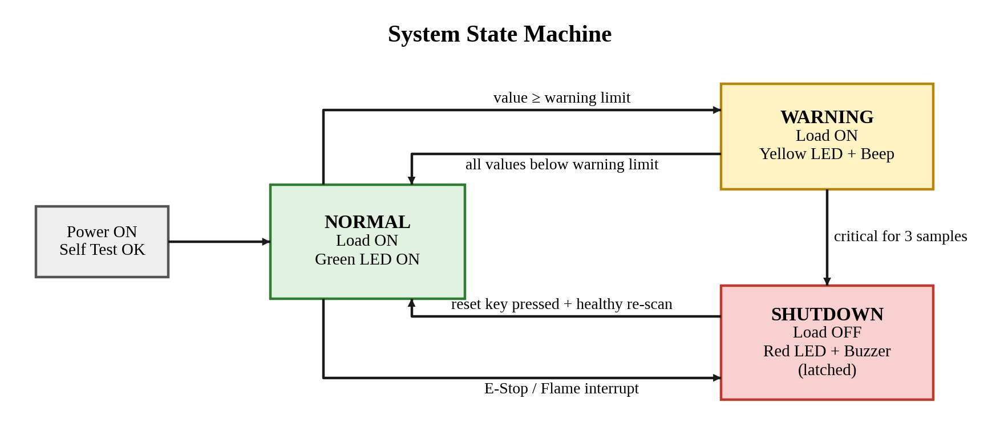 System State Machine
value ≥ warning limit
WARNING
Load ON
Yellow LED + Beep
all values below warning limit
Power ON
Self Test OK
NORMAL
Load ON
Green LED ON
critical for 3 samples
reset key pressed + healthy re-scan
SHUTDOWN
Load OFF
Red LED + Buzzer
(latched)
E-Stop / Flame interrupt